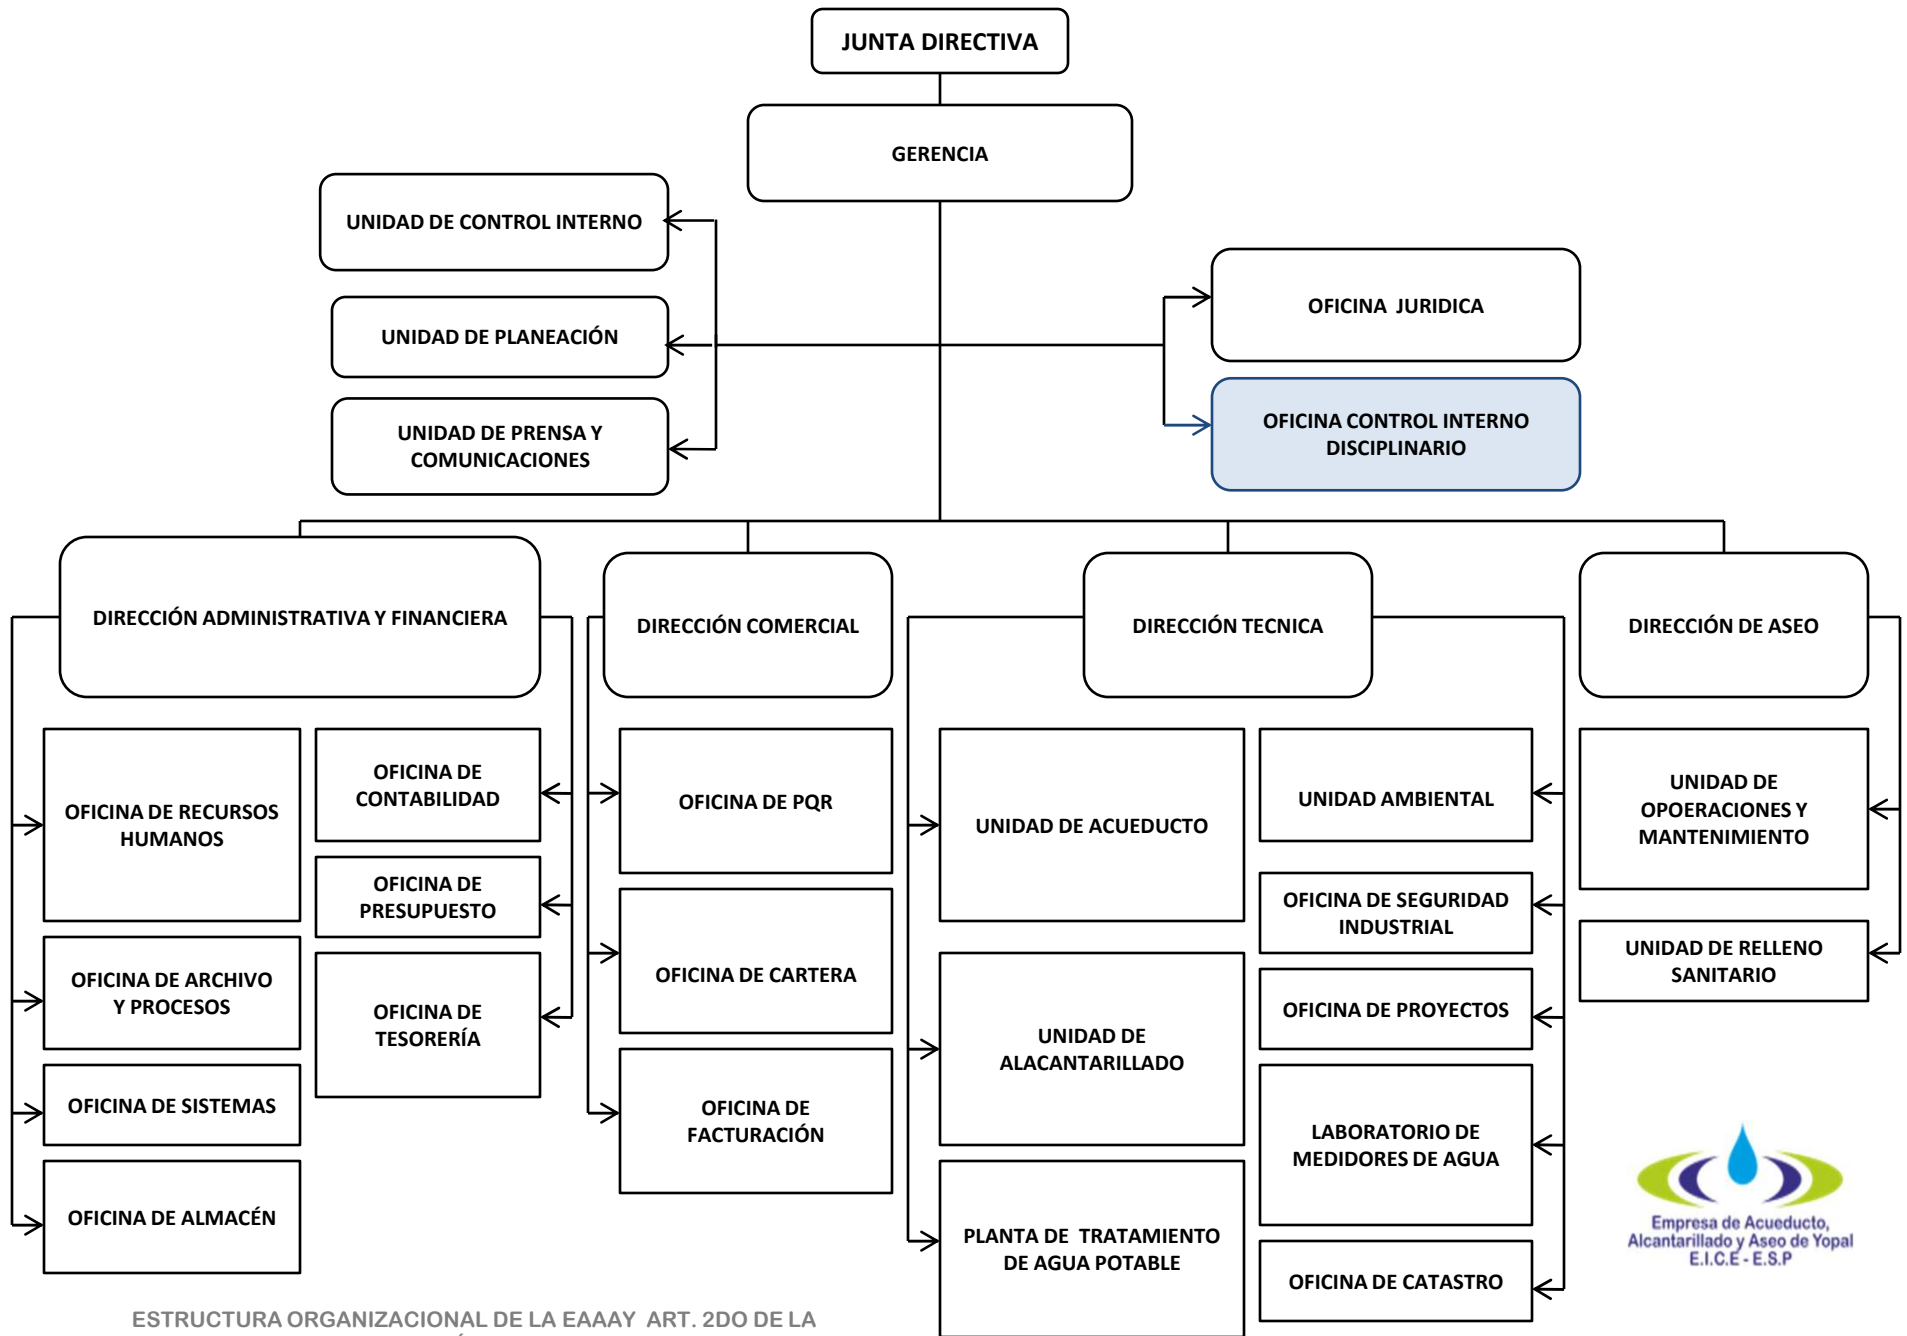 JUNTA DIRECTIVA
GERENCIA
UNIDAD DE CONTROL INTERNO
UNIDAD DE PLANEACIÓN
UNIDAD DE PRENSA Y
COMUNICACIONES
OFICINA JURIDICA
OFICINA CONTROL INTERNO
DISCIPLINARIO
DIRECCIÓN ADMINISTRATIVA Y FINANCIERA
OFICINA DE RECURSOS
HUMANOS
OFICINA DE ARCHIVO
Y PROCESOS
OFICINA DE SISTEMAS
OFICINA DE ALMACÉN
OFICINA DE
CONTABILIDAD
OFICINA DE
PRESUPUESTO
OFICINA DE
TESORERÍA
DIRECCIÓN COMERCIAL
OFICINA DE PQR
OFICINA DE CARTERA
OFICINA DE
FACTURACIÓN
DIRECCIÓN TECNICA
UNIDAD DE ACUEDUCTO
UNIDAD DE
ALACANTARILLADO
PLANTA DE TRATAMIENTO
DE AGUA POTABLE
UNIDAD AMBIENTAL
OFICINA DE SEGURIDAD
INDUSTRIAL
OFICINA DE PROYECTOS
LABORATORIO DE
MEDIDORES DE AGUA
OFICINA DE CATASTRO
DIRECCIÓN DE ASEO
UNIDAD DE
OPOERACIONES Y
MANTENIMIENTO
UNIDAD DE RELLENO
SANITARIO
Empresa de Acueducto,
Alcantarillado y Aseo de Yopal
E.I.C.E - E.S.P
ESTRUCTURA ORGANIZACIONAL DE LA EAAAY ART. 2DO DE LA